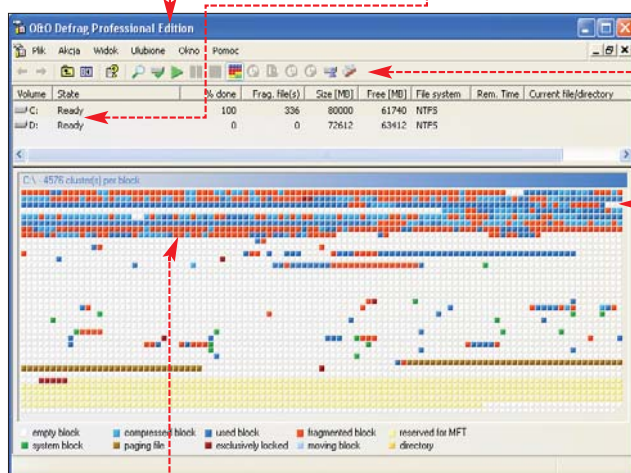 O&O Defrag Professional Edition
Plik Akcja Widok Ulubione Okno Pomoc
Volume State % done Frag. file(s) Size [MB] Free [MB] File system Rem. Time Current file/directory
C: Ready 100 336 80000 61740 NTFS
D: Ready 0 0 72612 63412 NTFS
C:\ - 4576 cluster(s) per block
empty block compressed block used block fragmented block reserved for MFT
system block paging file exclusively locked moving block directory